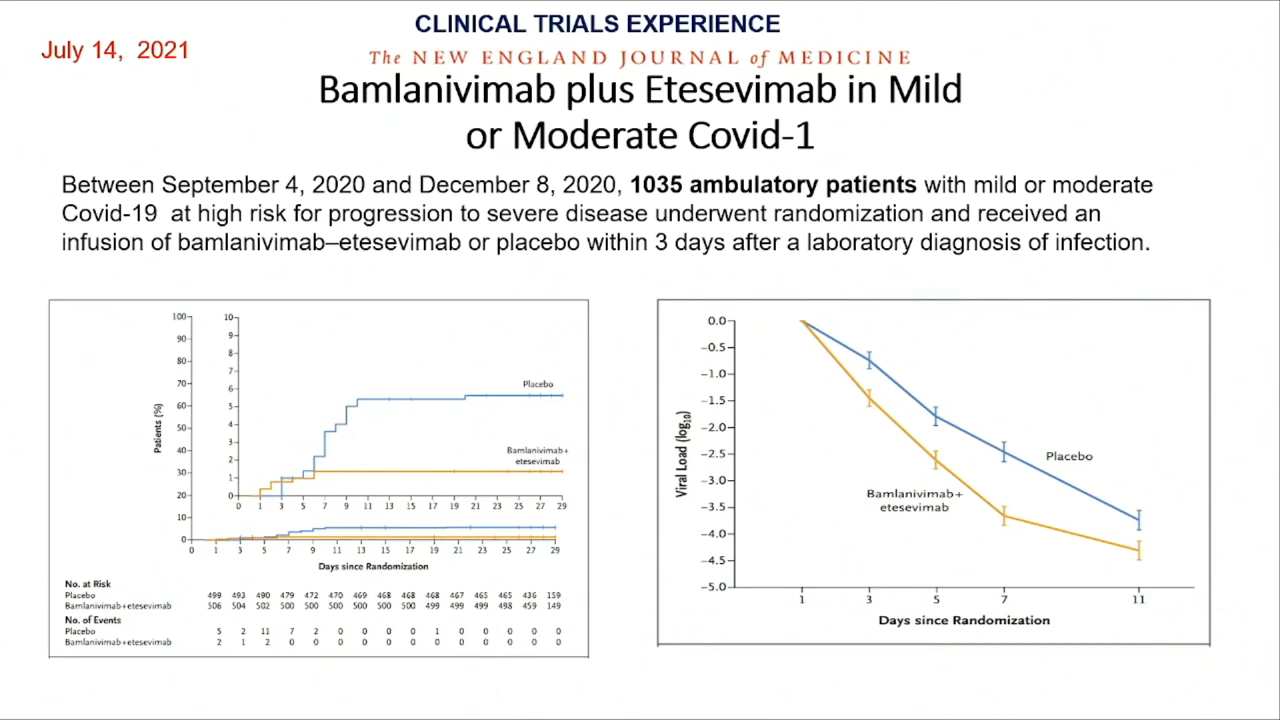 CLINICAL TRIALS EXPERIENCE
July 14, 2021
The NEW ENGLAND JOURNAL of MEDICINE
Bamlanivimab plus Etesevimab in Mild
or Moderate Covid-1
Between September 4, 2020 and December 8, 2020, 1035 ambulatory patients with mild or moderate
Covid-19 at high risk for progression to severe disease underwent randomization and received an
infusion of bamlanivimab–etesevimab or placebo within 3 days after a laboratory diagnosis of infection.
Patients (%)
100
90
80
70
60
50
40
30
20
10
0
10
9
8
7
6
5
4
3
2
1
0
Placebo
Bamlanivimab+
etesevimab
0 1 3 5 7 9 11 13 15 17 19 21 23 25 27 29
0 1 3 5 7 9 11 13 15 17 19 21 23 25 27 29
Days since Randomization
No. at Risk
Placebo 499 493 490 479 472 470 469 468 468 468 467 465 465 436 159
Bamlanivimab+etesevimab 506 504 502 500 500 500 500 500 500 499 499 499 498 459 149
No. of Events
Placebo 5 2 11 7 2 0 0 0 0 1 0 0 0 0 0
Bamlanivimab+etesevimab 2 1 2 0 0 0 0 0 0 0 0 0 0 0 0
Viral Load (log10)
0.0
−0.5
−1.0
−1.5
−2.0
−2.5
−3.0
−3.5
−4.0
−4.5
−5.0
Placebo
Bamlanivimab+
etesevimab
1 3 5 7 11
Days since Randomization